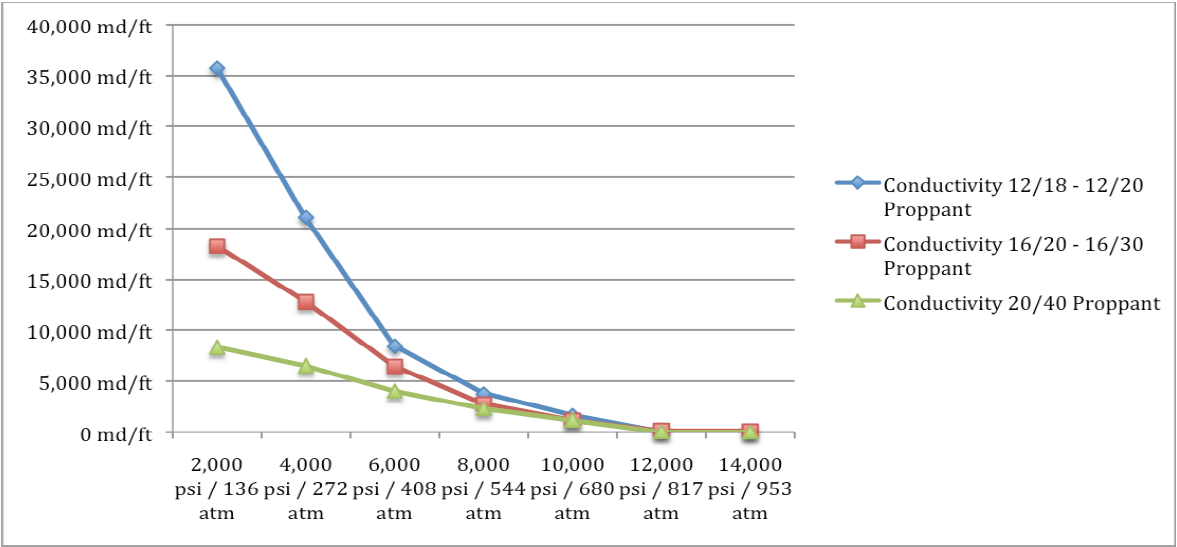 40,000 md/ft
35,000 md/ft
30,000 md/ft
25,000 md/ft
20,000 md/ft
15,000 md/ft
10,000 md/ft
5,000 md/ft
0 md/ft
2,000 4,000 6,000 8,000 10,000 12,000 14,000
psi / 136 psi / 272 psi / 408 psi / 544 psi / 680 psi / 817 psi / 953
atm atm atm atm atm atm atm
Conductivity 12/18 - 12/20
Proppant
Conductivity 16/20 - 16/30
Proppant
Conductivity 20/40 Proppant